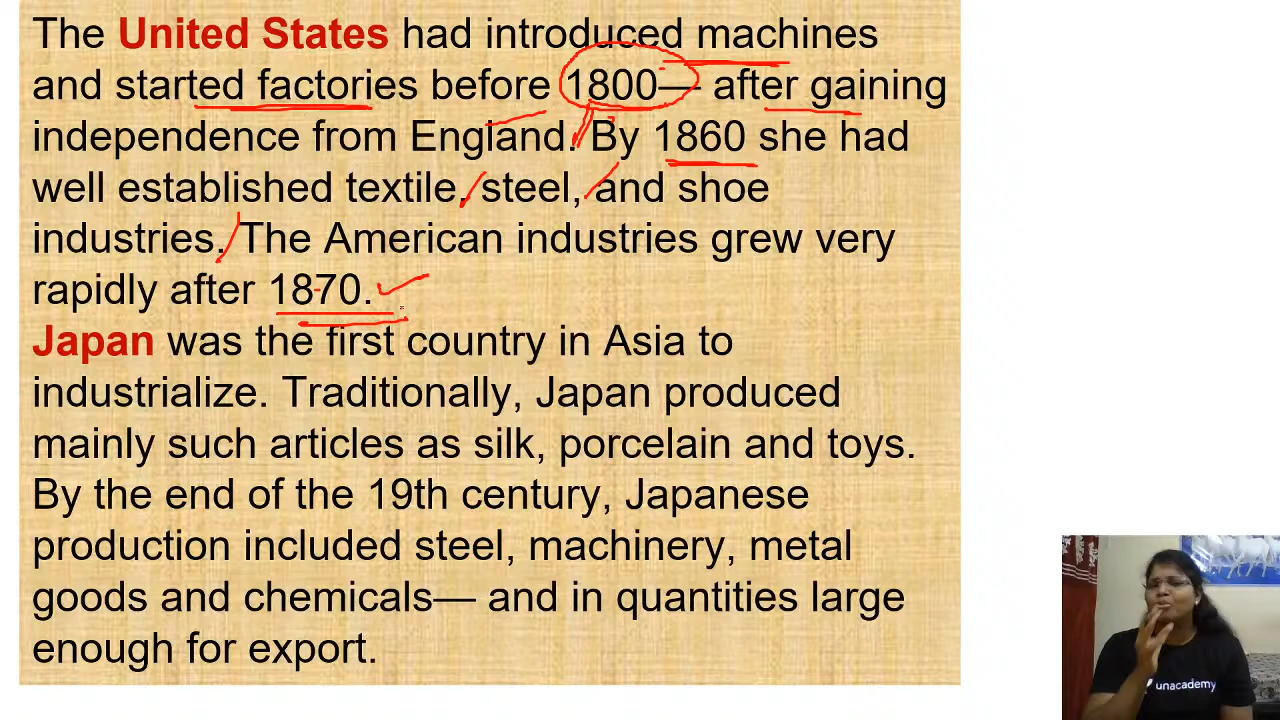 The United States had introduced machines
and started factories before 1800— after gaining
independence from England. By 1860 she had
well established textile, steel, and shoe
industries. The American industries grew very
rapidly after 1870.
Japan was the first country in Asia to
industrialize. Traditionally, Japan produced
mainly such articles as silk, porcelain and toys.
By the end of the 19th century, Japanese
production included steel, machinery, metal
goods and chemicals— and in quantities large
enough for export.
unacademy